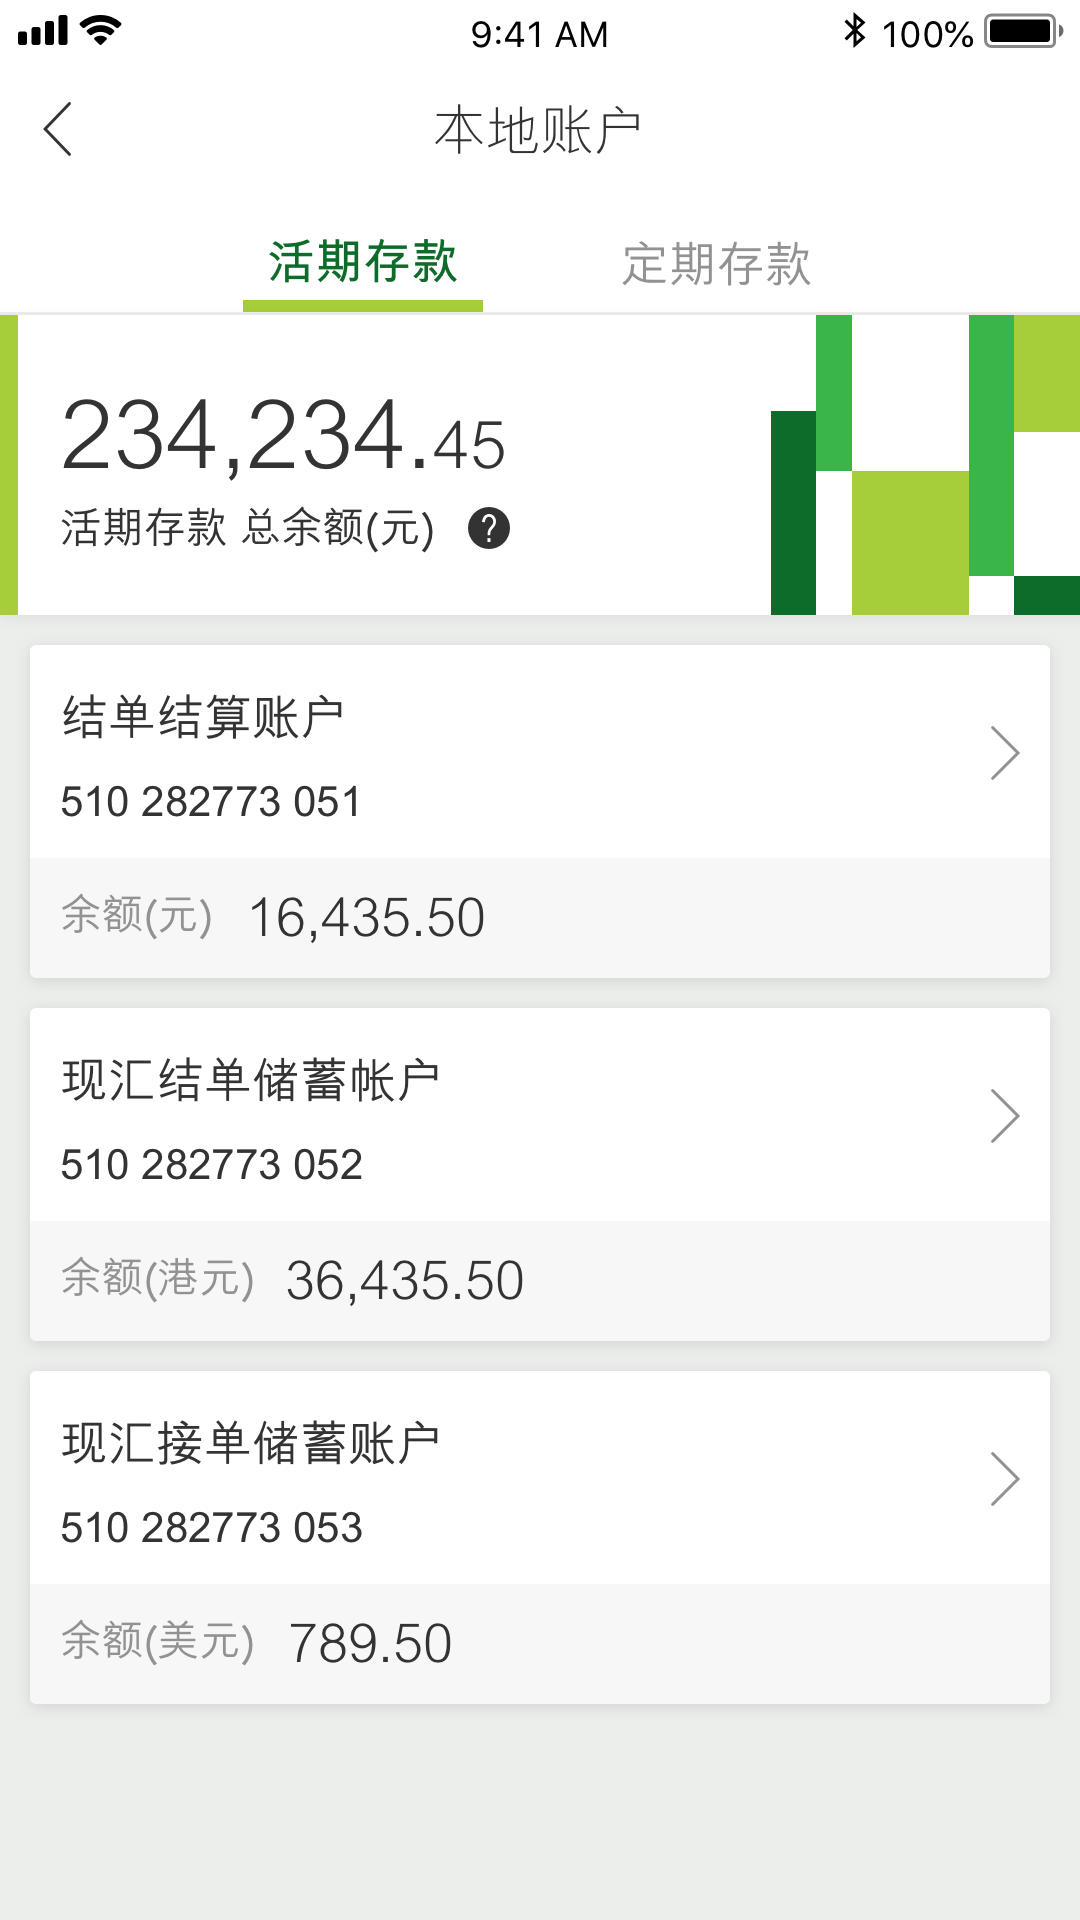 9:41 AM 100%
本地账户
活期存款 定期存款
234,234.45
活期存款 总余额(元) ?
结单结算账户
510 282773 051
余额(元) 16,435.50
现汇结单储蓄帐户
510 282773 052
余额(港元) 36,435.50
现汇接单储蓄账户
510 282773 053
余额(美元) 789.50